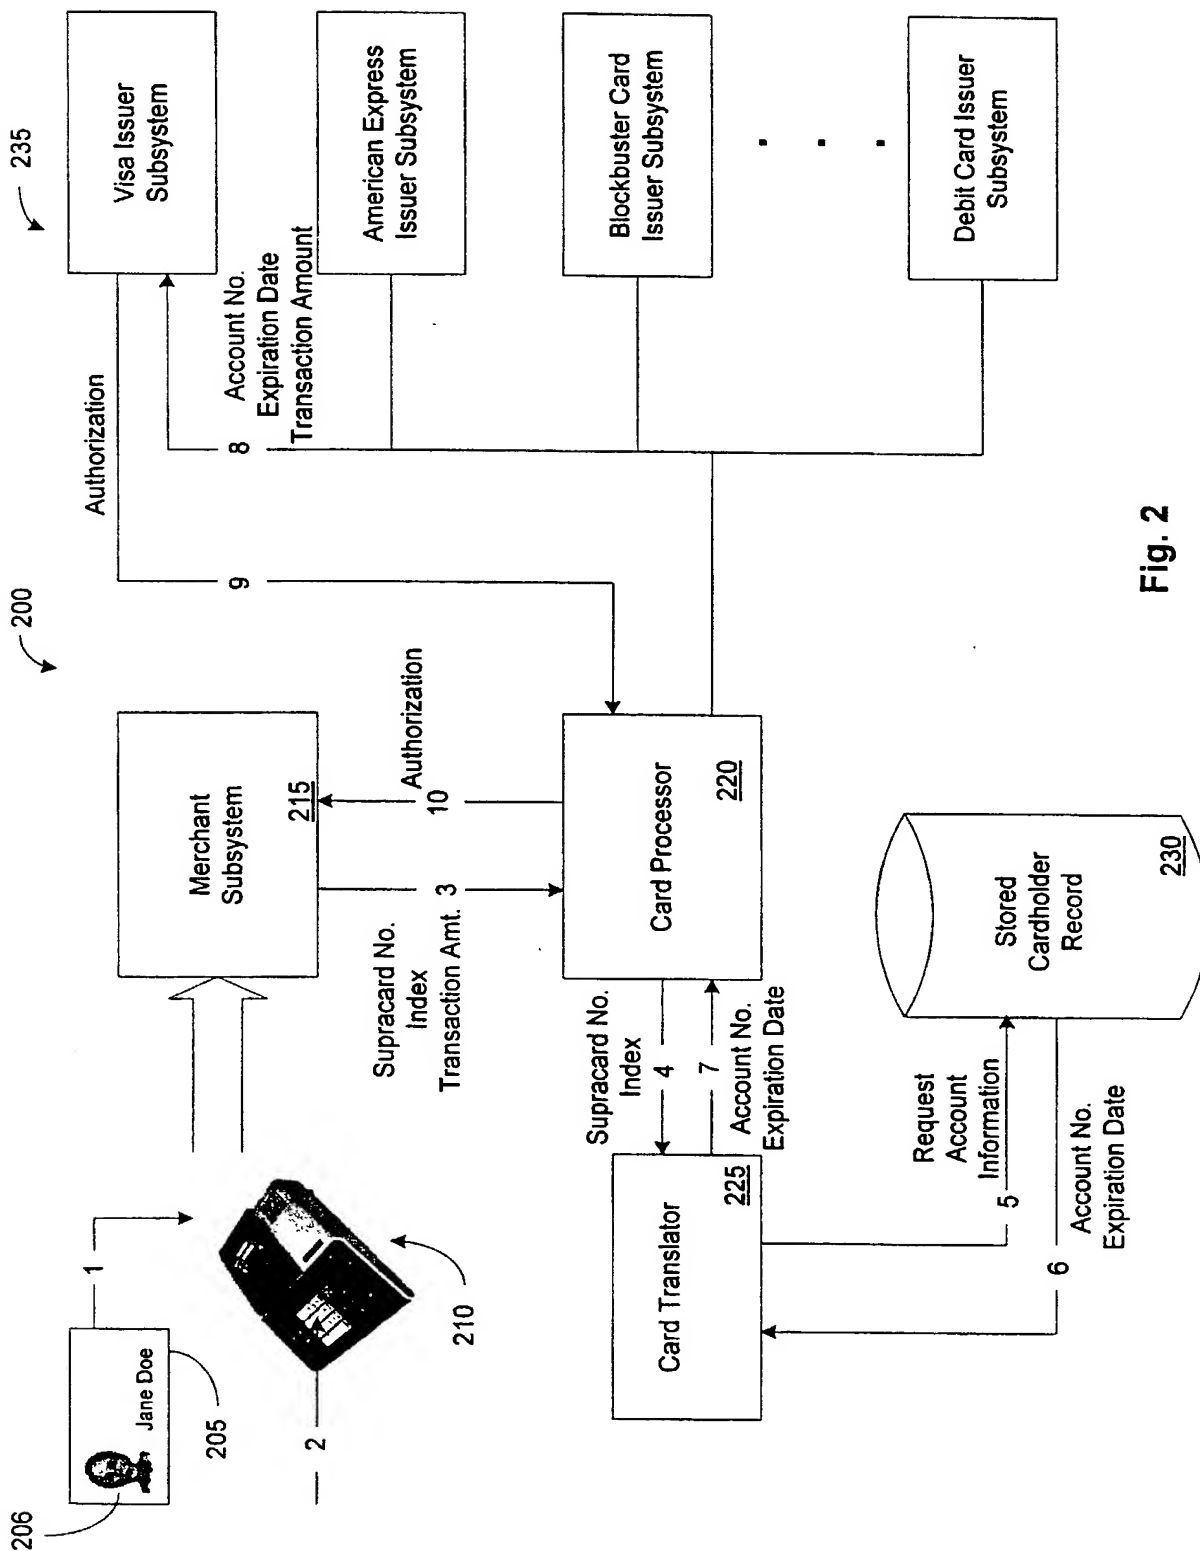 200
235
206
Jane Doe
205
1
2
210
Merchant
Subsystem
215
Supracard No.
Index
Transaction Amt.
3
10
Authorization
Card Processor
220
Supracard No.
Index
4
7
Account No.
Expiration Date
Card Translator
225
Request
Account
Information
5
6
Account No.
Expiration Date
Stored
Cardholder
Record
230
Authorization
9
8
Account No.
Expiration Date
Transaction Amount
Visa Issuer
Subsystem
American Express
Issuer Subsystem
Blockbuster Card
Issuer Subsystem
Debit Card Issuer
Subsystem
Fig. 2